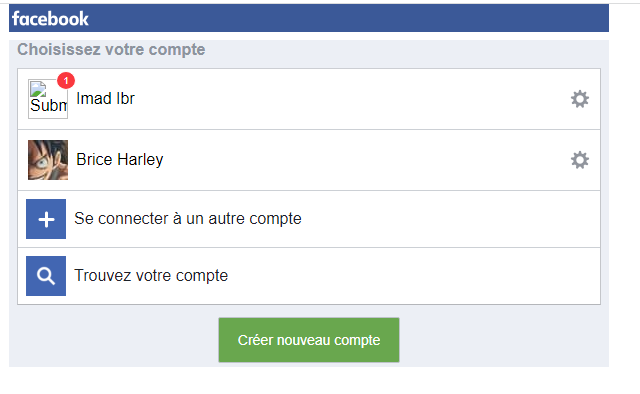 facebook
Choisissez votre compte
1
Subm
Imad Ibr
Brice Harley
Se connecter à un autre compte
Trouvez votre compte
Créer nouveau compte